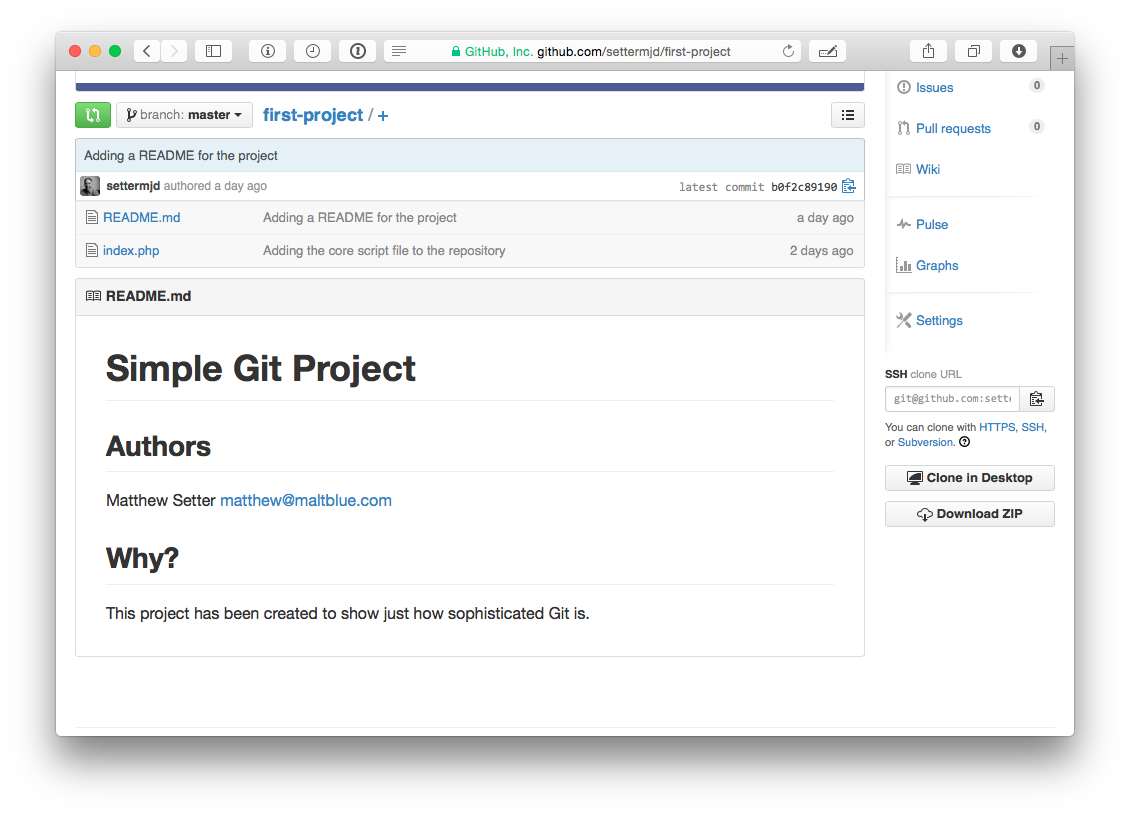 GitHub, Inc. github.com/settermjd/first-project
branch: master
first-project / +
Adding a README for the project
settermjd authored a day ago
latest commit b0f2c89190
README.md Adding a README for the project a day ago
index.php Adding the core script file to the repository 2 days ago
README.md
Simple Git Project
Authors
Matthew Setter matthew@maltblue.com
Why?
This project has been created to show just how sophisticated Git is.
Issues 0
Pull requests 0
Wiki
Pulse
Graphs
Settings
SSH clone URL
git@github.com:sette
You can clone with HTTPS, SSH,
or Subversion.
Clone in Desktop
Download ZIP